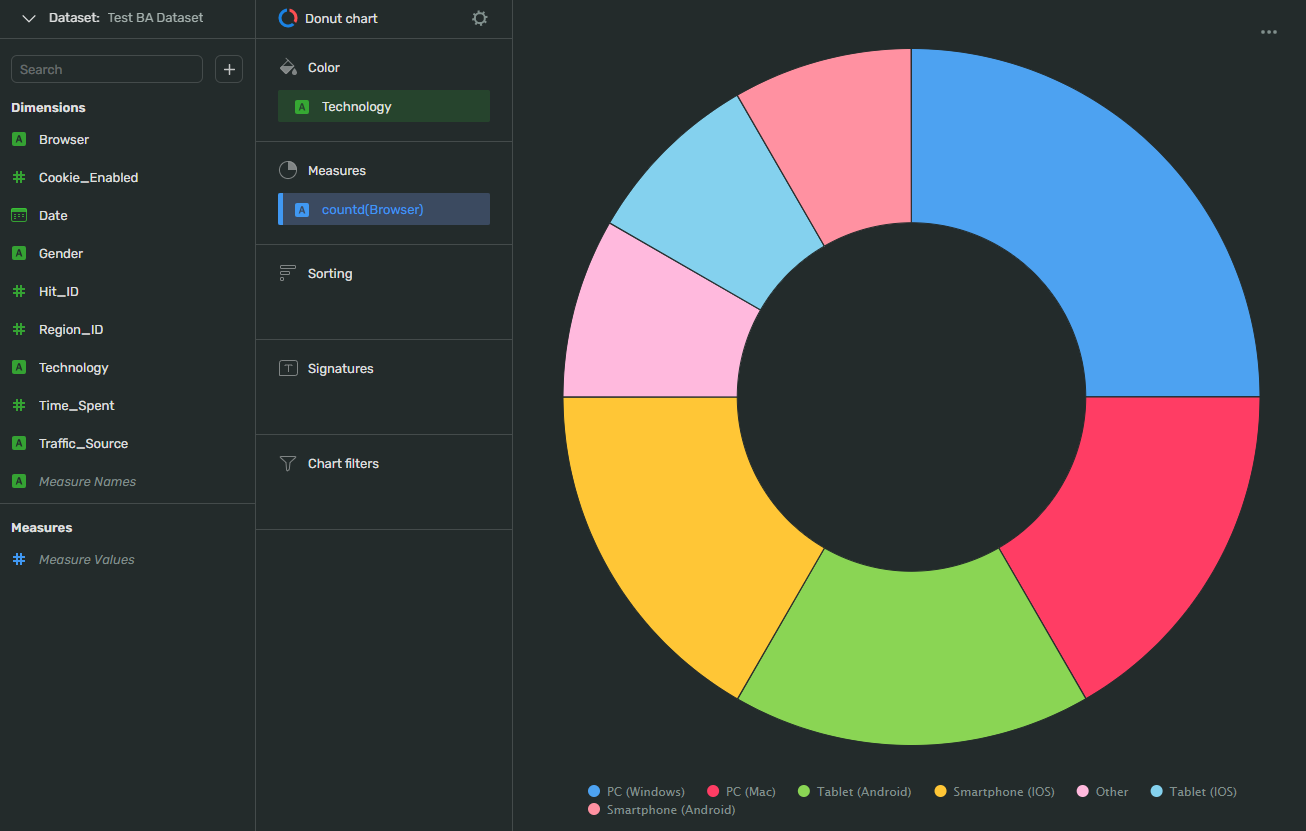 Dataset: Test BA Dataset
Search
Dimensions
A Browser
Cookie_Enabled
Date
A Gender
Hit_ID
Region_ID
A Technology
Time_Spent
A Traffic_Source
A Measure Names
Measures
Measure Values
Donut chart
Color
A Technology
Measures
A countd(Browser)
Sorting
T Signatures
Chart filters
PC (Windows) PC (Mac) Tablet (Android) Smartphone (IOS) Other Tablet (IOS)
Smartphone (Android)